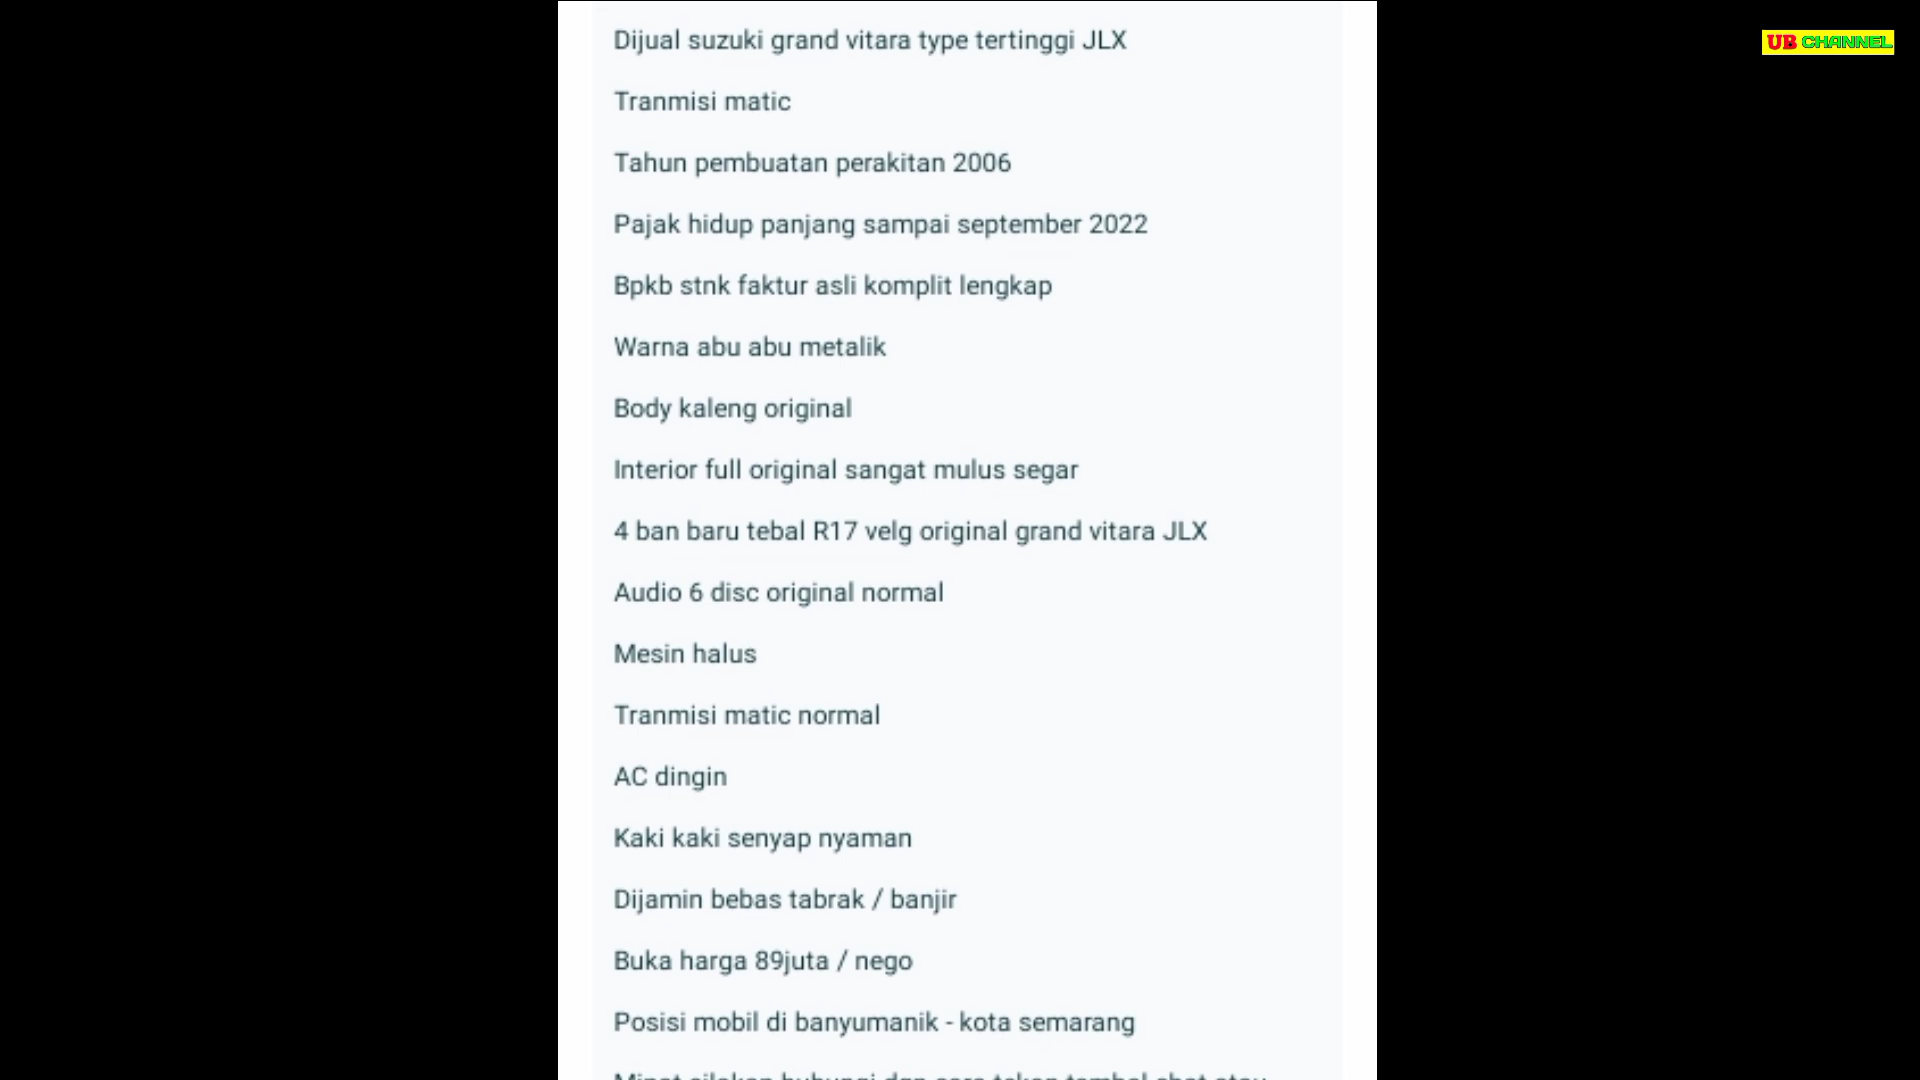 Dijual suzuki grand vitara type tertinggi JLX
UB CHANNEL
Tranmisi matic
Tahun pembuatan perakitan 2006
Pajak hidup panjang sampai september 2022
Bpkb stnk faktur asli komplit lengkap
Warna abu abu metalik
Body kaleng original
Interior full original sangat mulus segar
4 ban baru tebal R17 velg original grand vitara JLX
Audio 6 disc original normal
Mesin halus
Tranmisi matic normal
AC dingin
Kaki kaki senyap nyaman
Dijamin bebas tabrak / banjir
Buka harga 89juta / nego
Posisi mobil di banyumanik - kota semarang